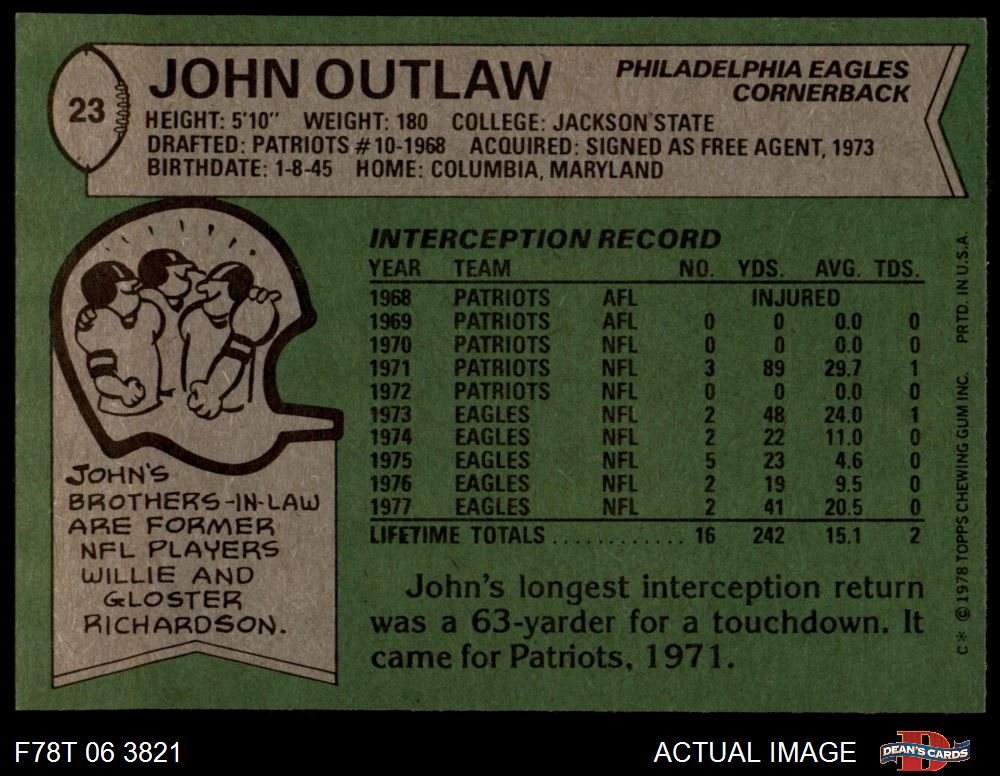 23
JOHN OUTLAW
PHILADELPHIA EAGLES
CORNERBACK
HEIGHT: 5'10" WEIGHT: 180 COLLEGE: JACKSON STATE
DRAFTED: PATRIOTS #10-1968 ACQUIRED: SIGNED AS FREE AGENT, 1973
BIRTHDATE: 1-8-45 HOME: COLUMBIA, MARYLAND
JOHN'S
BROTHERS-IN-LAW
ARE FORMER
NFL PLAYERS
WILLIE AND
GLOSTER
RICHARDSON.
INTERCEPTION RECORD
YEAR TEAM NO. YDS. AVG. TDS.
1968 PATRIOTS AFL INJURED
1969 PATRIOTS AFL 0 0 0.0 0
1970 PATRIOTS NFL 0 0 0.0 0
1971 PATRIOTS NFL 3 89 29.7 1
1972 PATRIOTS NFL 0 0 0.0 0
1973 EAGLES NFL 2 48 24.0 1
1974 EAGLES NFL 2 22 11.0 0
1975 EAGLES NFL 5 23 4.6 0
1976 EAGLES NFL 2 19 9.5 0
1977 EAGLES NFL 2 41 20.5 0
LIFETIME TOTALS ............ 16 242 15.1 2
John's longest interception return
was a 63-yarder for a touchdown. It
came for Patriots, 1971.
C* © 1978 TOPPS CHEWING GUM INC. PRTD. IN U.S.A.
F78T 06 3821
ACTUAL IMAGE
DEAN'S CARDS